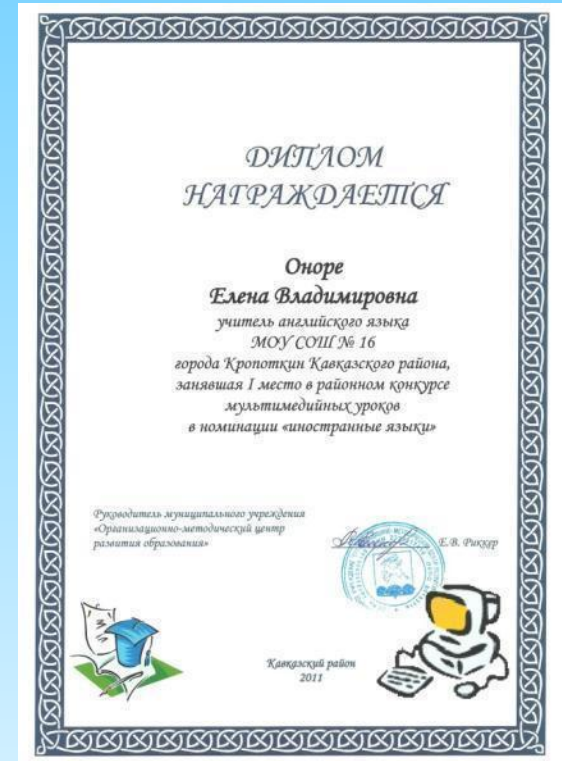 ДИПЛОМ
НАГРАЖДАЕТСЯ
Оноре
Елена Владимировна
учитель английского языка
МОУ СОШ № 16
города Кропоткин Кавказского района,
занявшая I место в районном конкурсе
мультимедийных уроков
в номинации «иностранные языки»
Руководитель муниципального учреждения
«Организационно-методический центр
развития образования»
Е.В. Риккер
Кавказский район
2011